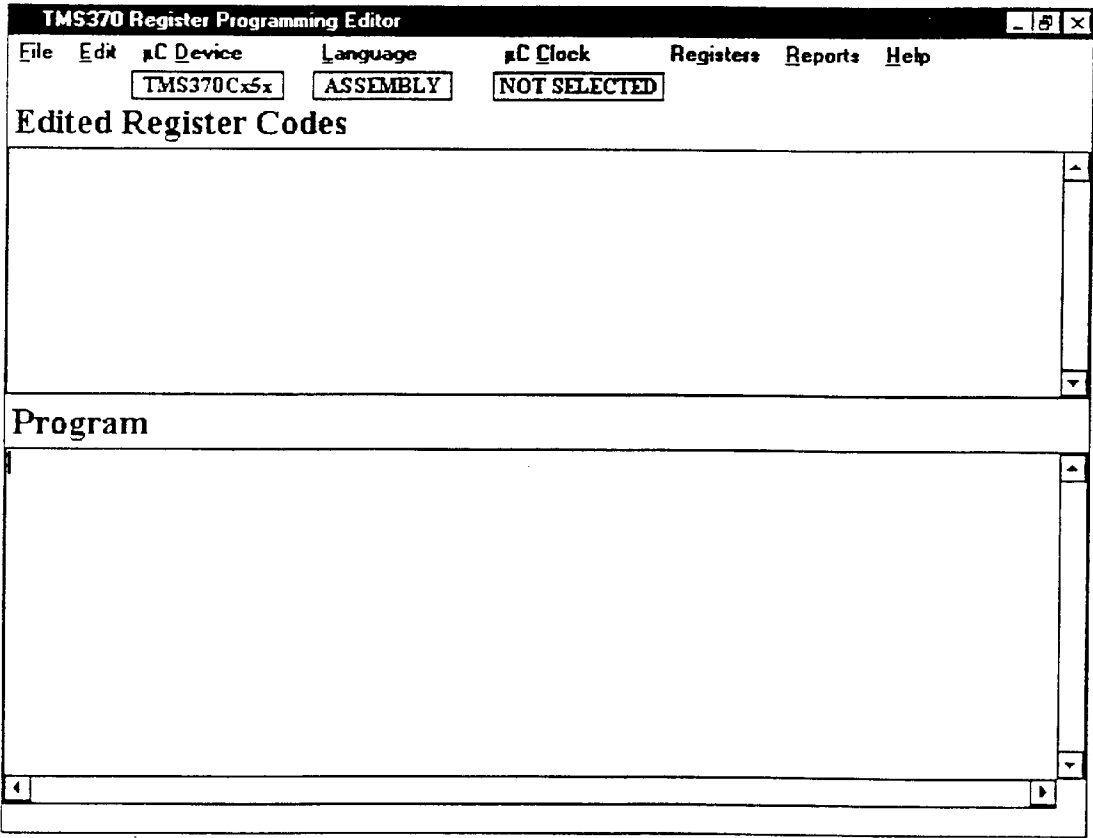 TMS370 Register Programming Editor
File Edit µC Device Language µC Clock Registers Reports Help
TMS370Cx5x ASSEMBLY NOT SELECTED
Edited Register Codes
Program